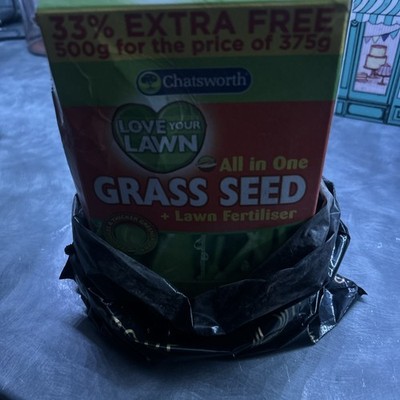 33% EXTRA FREE
500g for the price of 375g
Chatsworth
LOVE YOUR
LAWN
All in One
GRASS SEED
+ Lawn Fertiliser